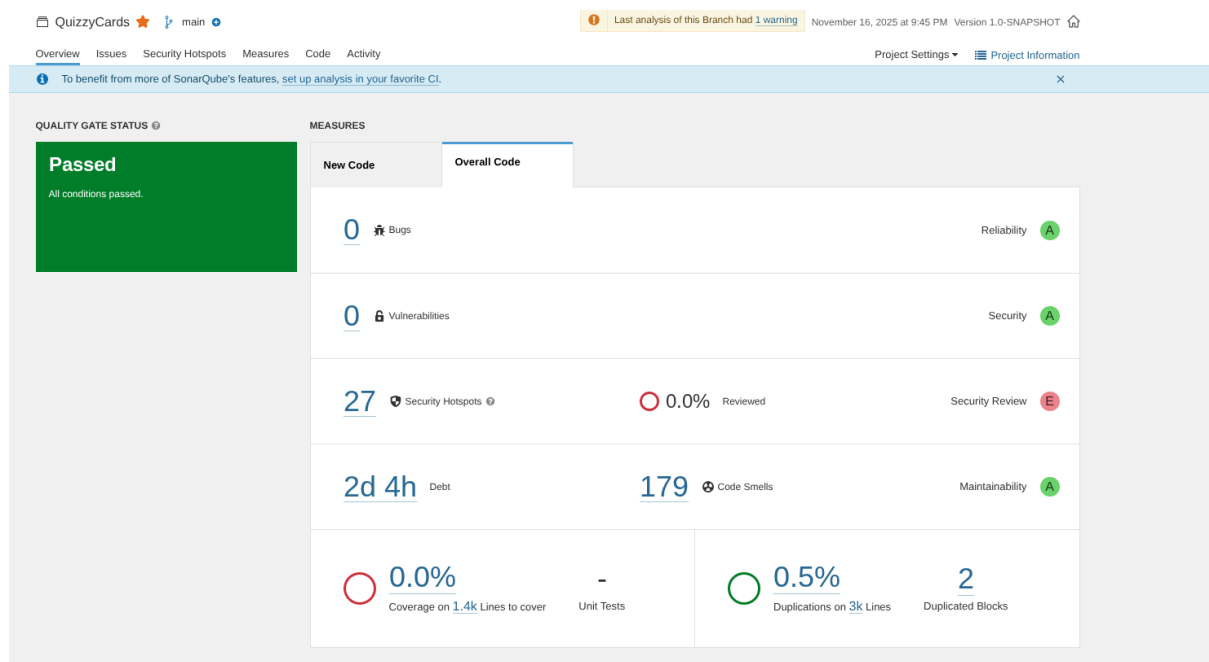 QuizzyCards main Last analysis of this Branch had 1 warning November 16, 2025 at 9:45 PM Version 1.0-SNAPSHOT
Overview Issues Security Hotspots Measures Code Activity Project Settings Project Information
To benefit from more of SonarQube's features, set up analysis in your favorite CI.
QUALITY GATE STATUS MEASURES
Passed
All conditions passed.
New Code Overall Code
0 Bugs Reliability A
0 Vulnerabilities Security A
27 Security Hotspots 0.0% Reviewed Security Review E
2d 4h Debt 179 Code Smells Maintainability A
0.0% - 0.5% 2
Coverage on 1.4k Lines to cover Unit Tests Duplications on 3k Lines Duplicated Blocks